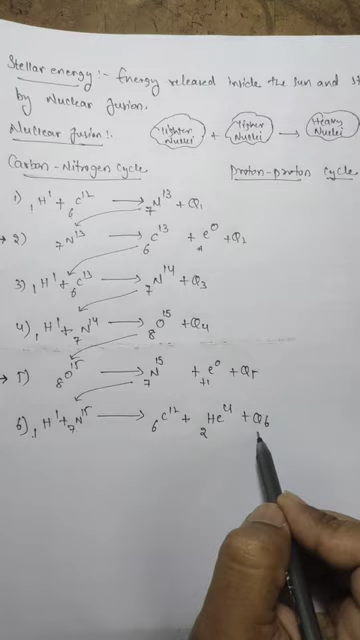 Stellar energy :- Energy released inside the Sun and st
by Nuclear fusion.
Nuclear fusion :- Lighter Nuclei + Lighter Nuclei → Heavy Nuclei
Carbon-Nitrogen Cycle Proton-proton cycle
1) ₁H¹ + ₆C¹² → ₇N¹³ + Q₁
→ 2) ₇N¹³ → ₆C¹³ + e⁰ + Q₂
3) ₁H¹ + ₆C¹³ → ₇N¹⁴ + Q₃
4) ₁H¹ + ₇N¹⁴ → ₈O¹⁵ + Q₄
→ 5) ₈O¹⁵ → ₇N¹⁵ + ₊₁e⁰ + Q₅
6) ₁H¹ + ₇N¹⁵ → ₆C¹² + ₂He⁴ + Q₆